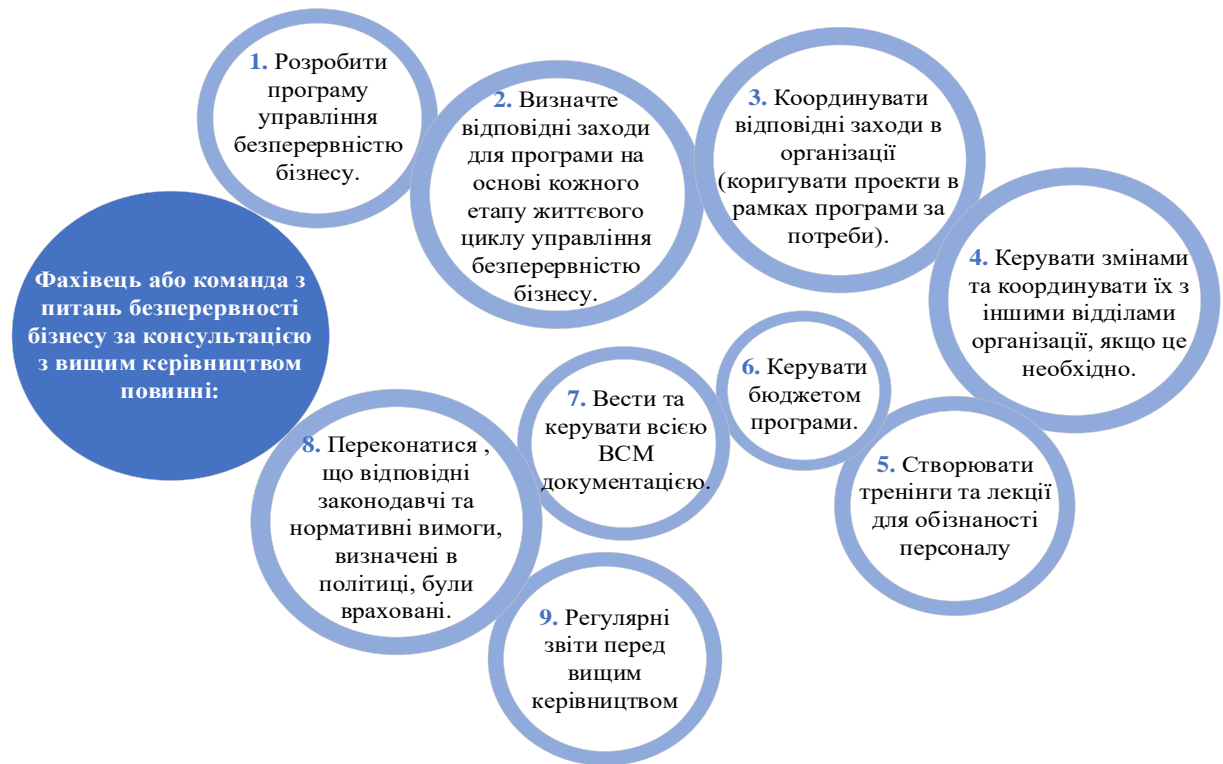 Фахівець або команда з
питань безперервності
бізнесу за консультацією
з вищим керівництвом
повинні:
1. Розробити
програму
управління
безперервністю
бізнесу.
2. Визначте
відповідні заходи
для програми на
основі кожного
етапу життєвого
циклу управління
безперервністю
бізнесу.
3. Координувати
відповідні заходи в
організації
(коригувати проекти в
рамках програми за
потреби).
4. Керувати змінами
та координувати їх з
іншими відділами
організації, якщо це
необхідно.
5. Створювати
тренінги та лекції
для обізнаності
персоналу
6. Керувати
бюджетом
програми.
7. Вести та
керувати всією
BCM
документацією.
8. Переконатися ,
що відповідні
законодавчі та
нормативні вимоги,
визначені в
політиці, були
враховані.
9. Регулярні
звіти перед
вищим
керівництвом